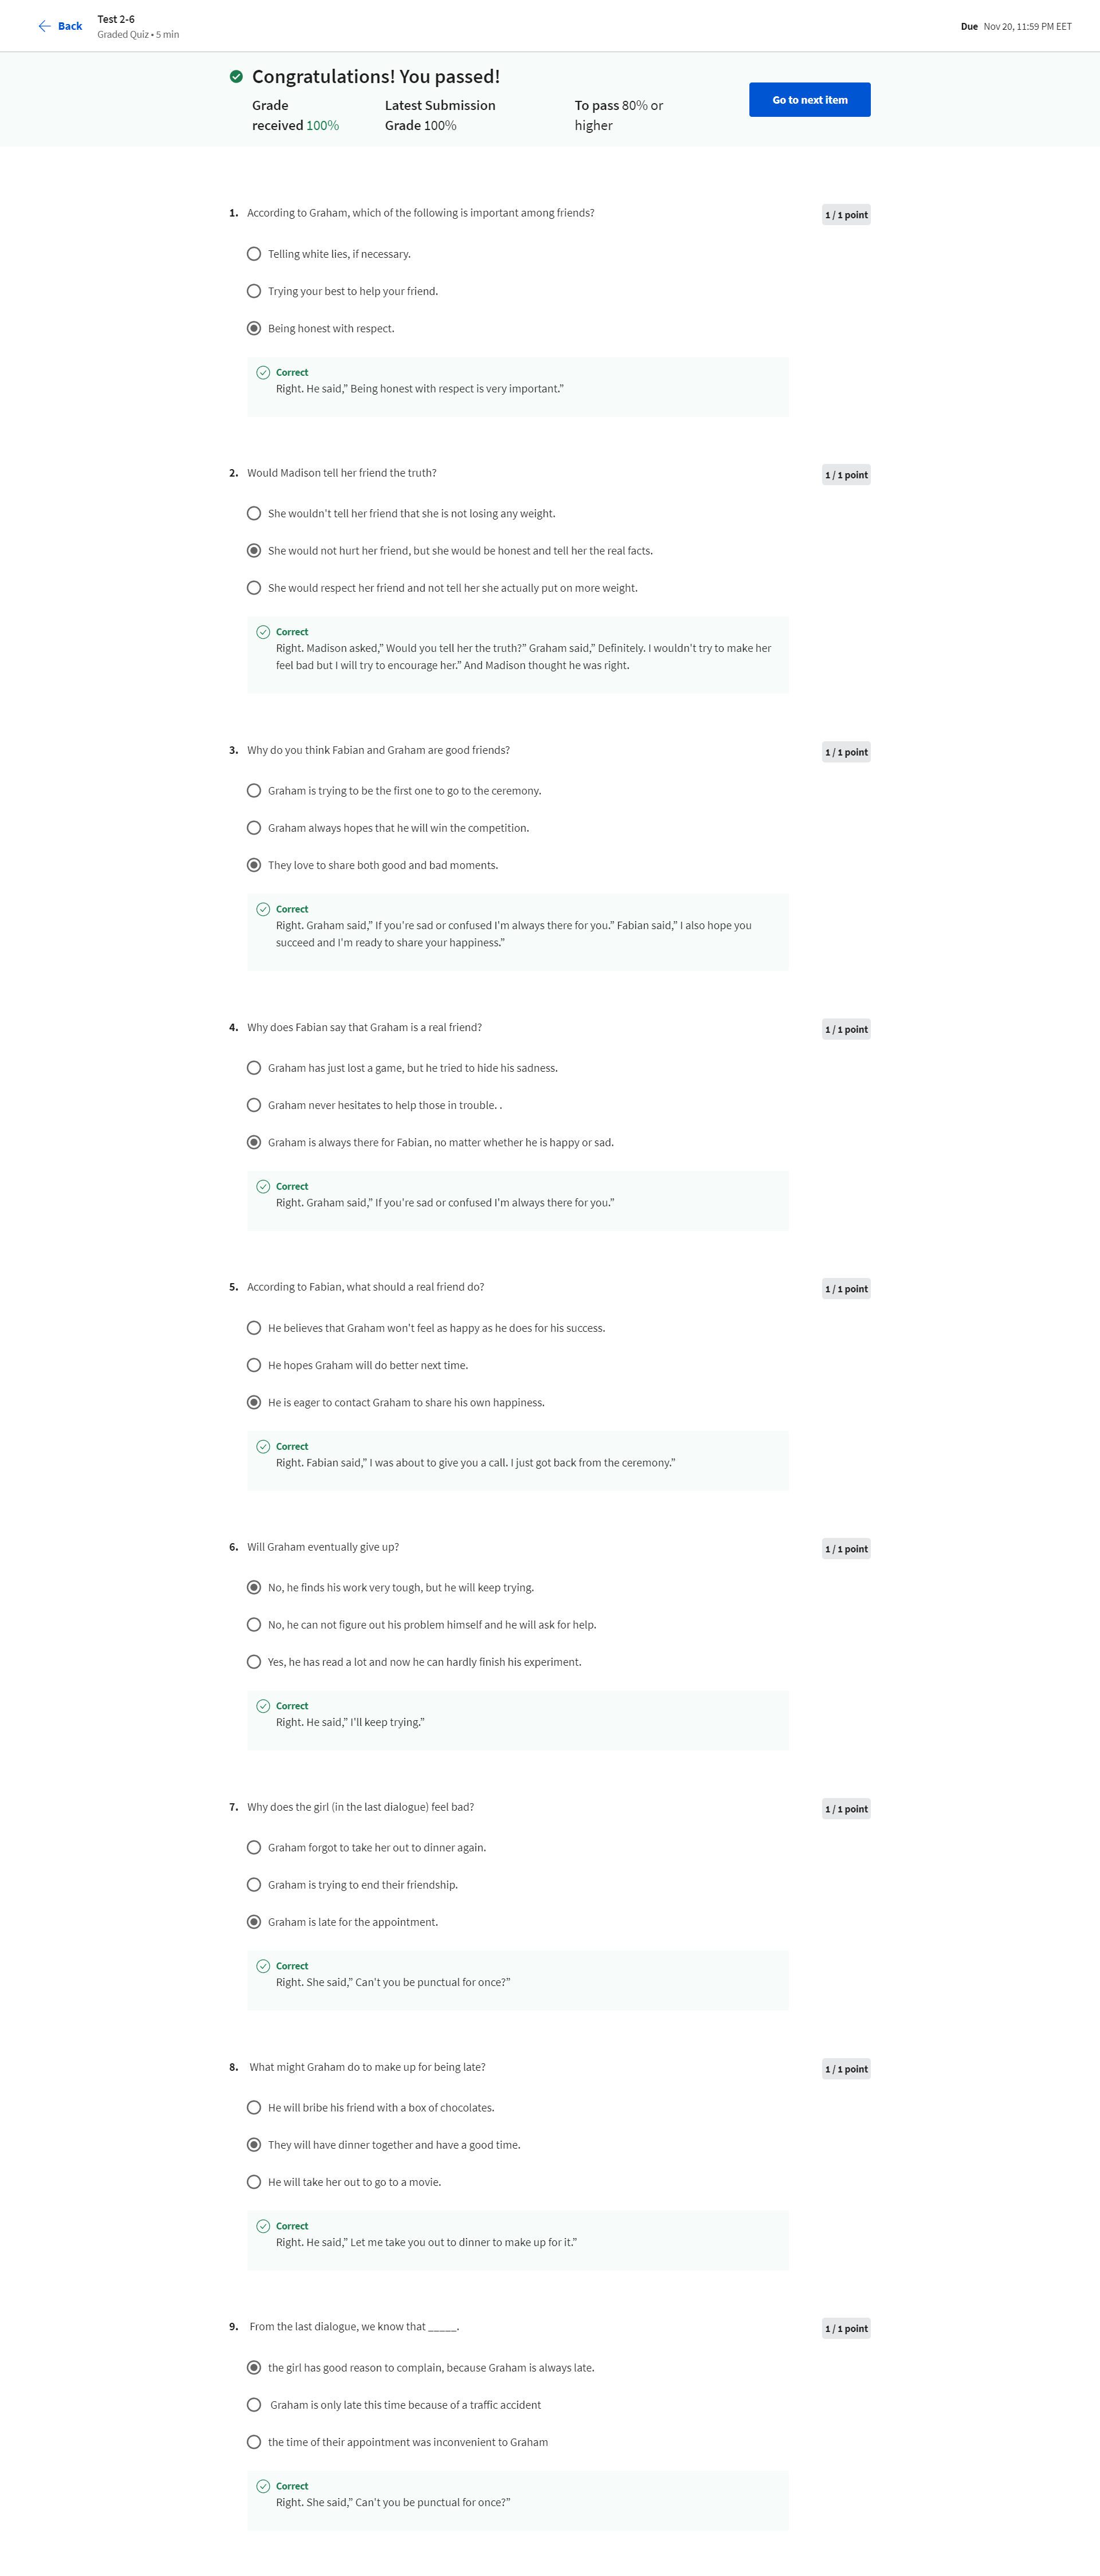 Back
Test 2-6
Graded Quiz • 5 min
Due Nov 20, 11:59 PM EET
Congratulations! You passed!
Grade
received 100%
Latest Submission
Grade 100%
To pass 80% or
higher
Go to next item
1. According to Graham, which of the following is important among friends?
1 / 1 point
Telling white lies, if necessary.
Trying your best to help your friend.
Being honest with respect.
Correct
Right. He said,” Being honest with respect is very important.”
2. Would Madison tell her friend the truth?
1 / 1 point
She wouldn't tell her friend that she is not losing any weight.
She would not hurt her friend, but she would be honest and tell her the real facts.
She would respect her friend and not tell her she actually put on more weight.
Correct
Right. Madison asked,” Would you tell her the truth?” Graham said,” Definitely. I wouldn't try to make her
feel bad but I will try to encourage her.” And Madison thought he was right.
3. Why do you think Fabian and Graham are good friends?
1 / 1 point
Graham is trying to be the first one to go to the ceremony.
Graham always hopes that he will win the competition.
They love to share both good and bad moments.
Correct
Right. Graham said,” If you're sad or confused I'm always there for you.” Fabian said,” I also hope you
succeed and I'm ready to share your happiness.”
4. Why does Fabian say that Graham is a real friend?
1 / 1 point
Graham has just lost a game, but he tried to hide his sadness.
Graham never hesitates to help those in trouble. .
Graham is always there for Fabian, no matter whether he is happy or sad.
Correct
Right. Graham said,” If you're sad or confused I'm always there for you.”
5. According to Fabian, what should a real friend do?
1 / 1 point
He believes that Graham won't feel as happy as he does for his success.
He hopes Graham will do better next time.
He is eager to contact Graham to share his own happiness.
Correct
Right. Fabian said,” I was about to give you a call. I just got back from the ceremony.”
6. Will Graham eventually give up?
1 / 1 point
No, he finds his work very tough, but he will keep trying.
No, he can not figure out his problem himself and he will ask for help.
Yes, he has read a lot and now he can hardly finish his experiment.
Correct
Right. He said,” I'll keep trying.”
7. Why does the girl (in the last dialogue) feel bad?
1 / 1 point
Graham forgot to take her out to dinner again.
Graham is trying to end their friendship.
Graham is late for the appointment.
Correct
Right. She said,” Can't you be punctual for once?”
8. What might Graham do to make up for being late?
1 / 1 point
He will bribe his friend with a box of chocolates.
They will have dinner together and have a good time.
He will take her out to go to a movie.
Correct
Right. He said,” Let me take you out to dinner to make up for it.”
9. From the last dialogue, we know that _____.
1 / 1 point
the girl has good reason to complain, because Graham is always late.
Graham is only late this time because of a traffic accident
the time of their appointment was inconvenient to Graham
Correct
Right. She said,” Can't you be punctual for once?”